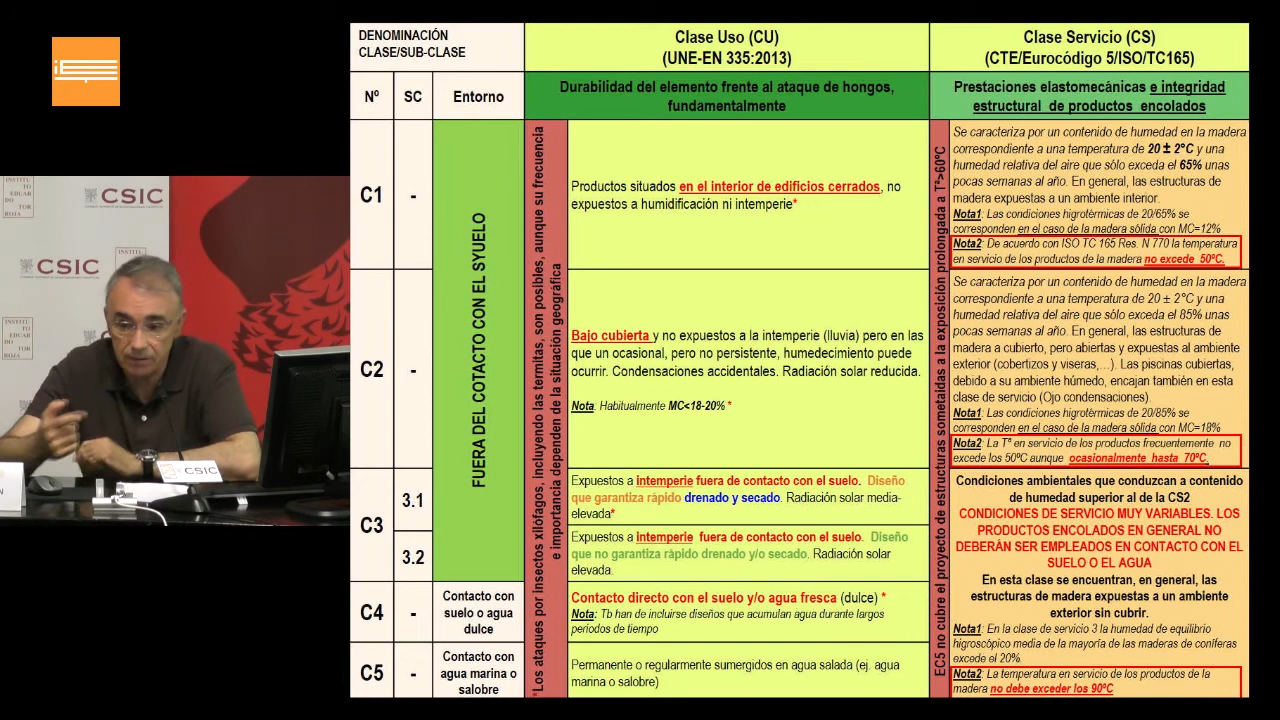 DENOMINACIÓN
CLASE/SUB-CLASE
Clase Uso (CU)
(UNE-EN 335:2013)
Clase Servicio (CS)
(CTE/Eurocódigo 5/ISO/TC165)
Nº
SC
Entorno
Durabilidad del elemento frente al ataque de hongos,
fundamentalmente
Prestaciones elastomecánicas e integridad
estructural de productos encolados
FUERA DEL COTACTO CON EL SYUELO
*Los ataques por insectos xilófagos, incluyendo las termitas, son posibles, aunque su frecuencia
e importancia dependen de la situación geográfica
EC5 no cubre el proyecto de estructuras sometaidas a la exposición prolongada a Tª>60ºC
C1
-
Productos situados en el interior de edificios cerrados, no
expuestos a humidificación ni intemperie*
Se caracteriza por un contenido de humedad en la madera
correspondiente a una temperatura de 20 ± 2°C y una
humedad relativa del aire que sólo exceda el 65% unas
pocas semanas al año. En general, las estructuras de
madera expuestas a un ambiente interior.
Nota1: Las condiciones higrotérmicas de 20/65% se
corresponden en el caso de la madera sólida con MC=12%
Nota2: De acuerdo con ISO TC 165 Res. N 770 la temperatura
en servicio de los productos de la madera no excede 50ºC.
C2
-
Bajo cubierta y no expuestos a la intemperie (lluvia) pero en las
que un ocasional, pero no persistente, humedecimiento puede
ocurrir. Condensaciones accidentales. Radiación solar reducida.
Nota: Habitualmente MC<18-20% *
Se caracteriza por un contenido de humedad en la madera
correspondiente a una temperatura de 20 ± 2°C y una
humedad relativa del aire que sólo exceda el 85% unas
pocas semanas al año. En general, las estructuras de
madera a cubierto, pero abiertas y expuestas al ambiente
exterior (cobertizos y viseras,...). Las piscinas cubiertas,
debido a su ambiente húmedo, encajan también en esta
clase de servicio (Ojo condensaciones).
Nota1: Las condiciones higrotérmicas de 20/85% se
corresponden en el caso de la madera sólida con MC=18%
Nota2: La Tª en servicio de los productos frecuentemente no
excede los 50ºC aunque ocasionalmente hasta 70ºC.
C3
3.1
Expuestos a Intemperie fuera de contacto con el suelo. Diseño
que garantiza rápido drenado y secado. Radiación solar media-
elevada*
3.2
Expuestos a Intemperie fuera de contacto con el suelo. Diseño
que no garantiza rápido drenado y/o secado. Radiación solar
elevada.
Condiciones ambientales que conduzcan a contenido
de humedad superior al de la CS2
CONDICIONES DE SERVICIO MUY VARIABLES. LOS
PRODUCTOS ENCOLADOS EN GENERAL NO
DEBERÁN SER EMPLEADOS EN CONTACTO CON EL
SUELO O EL AGUA
En esta clase se encuentran, en general, las
estructuras de madera expuestas a un ambiente
exterior sin cubrir.
Nota1: En la clase de servicio 3 la humedad de equilibrio
higroscópico media de la mayoría de las maderas de coníferas
excede el 20%
Nota2: La temperatura en servicio de los productos de la
madera no debe exceder los 90ºC
C4
-
Contacto con
suelo o agua
dulce
Contacto directo con el suelo y/o agua fresca (dulce) *
Nota: Tb han de incluirse diseños que acumulan agua durante largos
periodos de tiempo
C5
-
Contacto con
agua marina o
salobre
Permanente o regularmente sumergidos en agua salada (ej. agua
marina o salobre)
INSTITU
TO EDUAR
DO TOR
ROJA
CSIC
CSIC
INSTITU
INSTITU
TO EDUAR
DO TOR
ROJA
CSIC
N